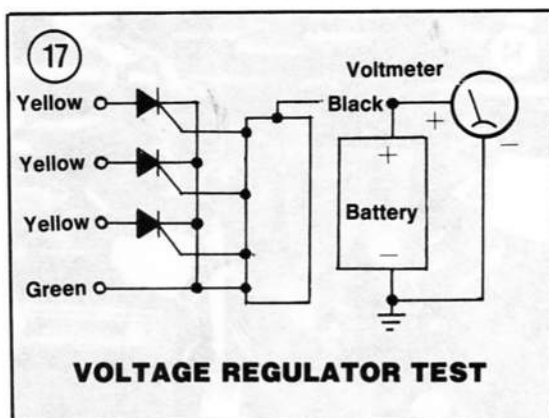 17
Voltmeter
Yellow
Black
+
−
Yellow
+
Battery
Yellow
−
Green
VOLTAGE REGULATOR TEST